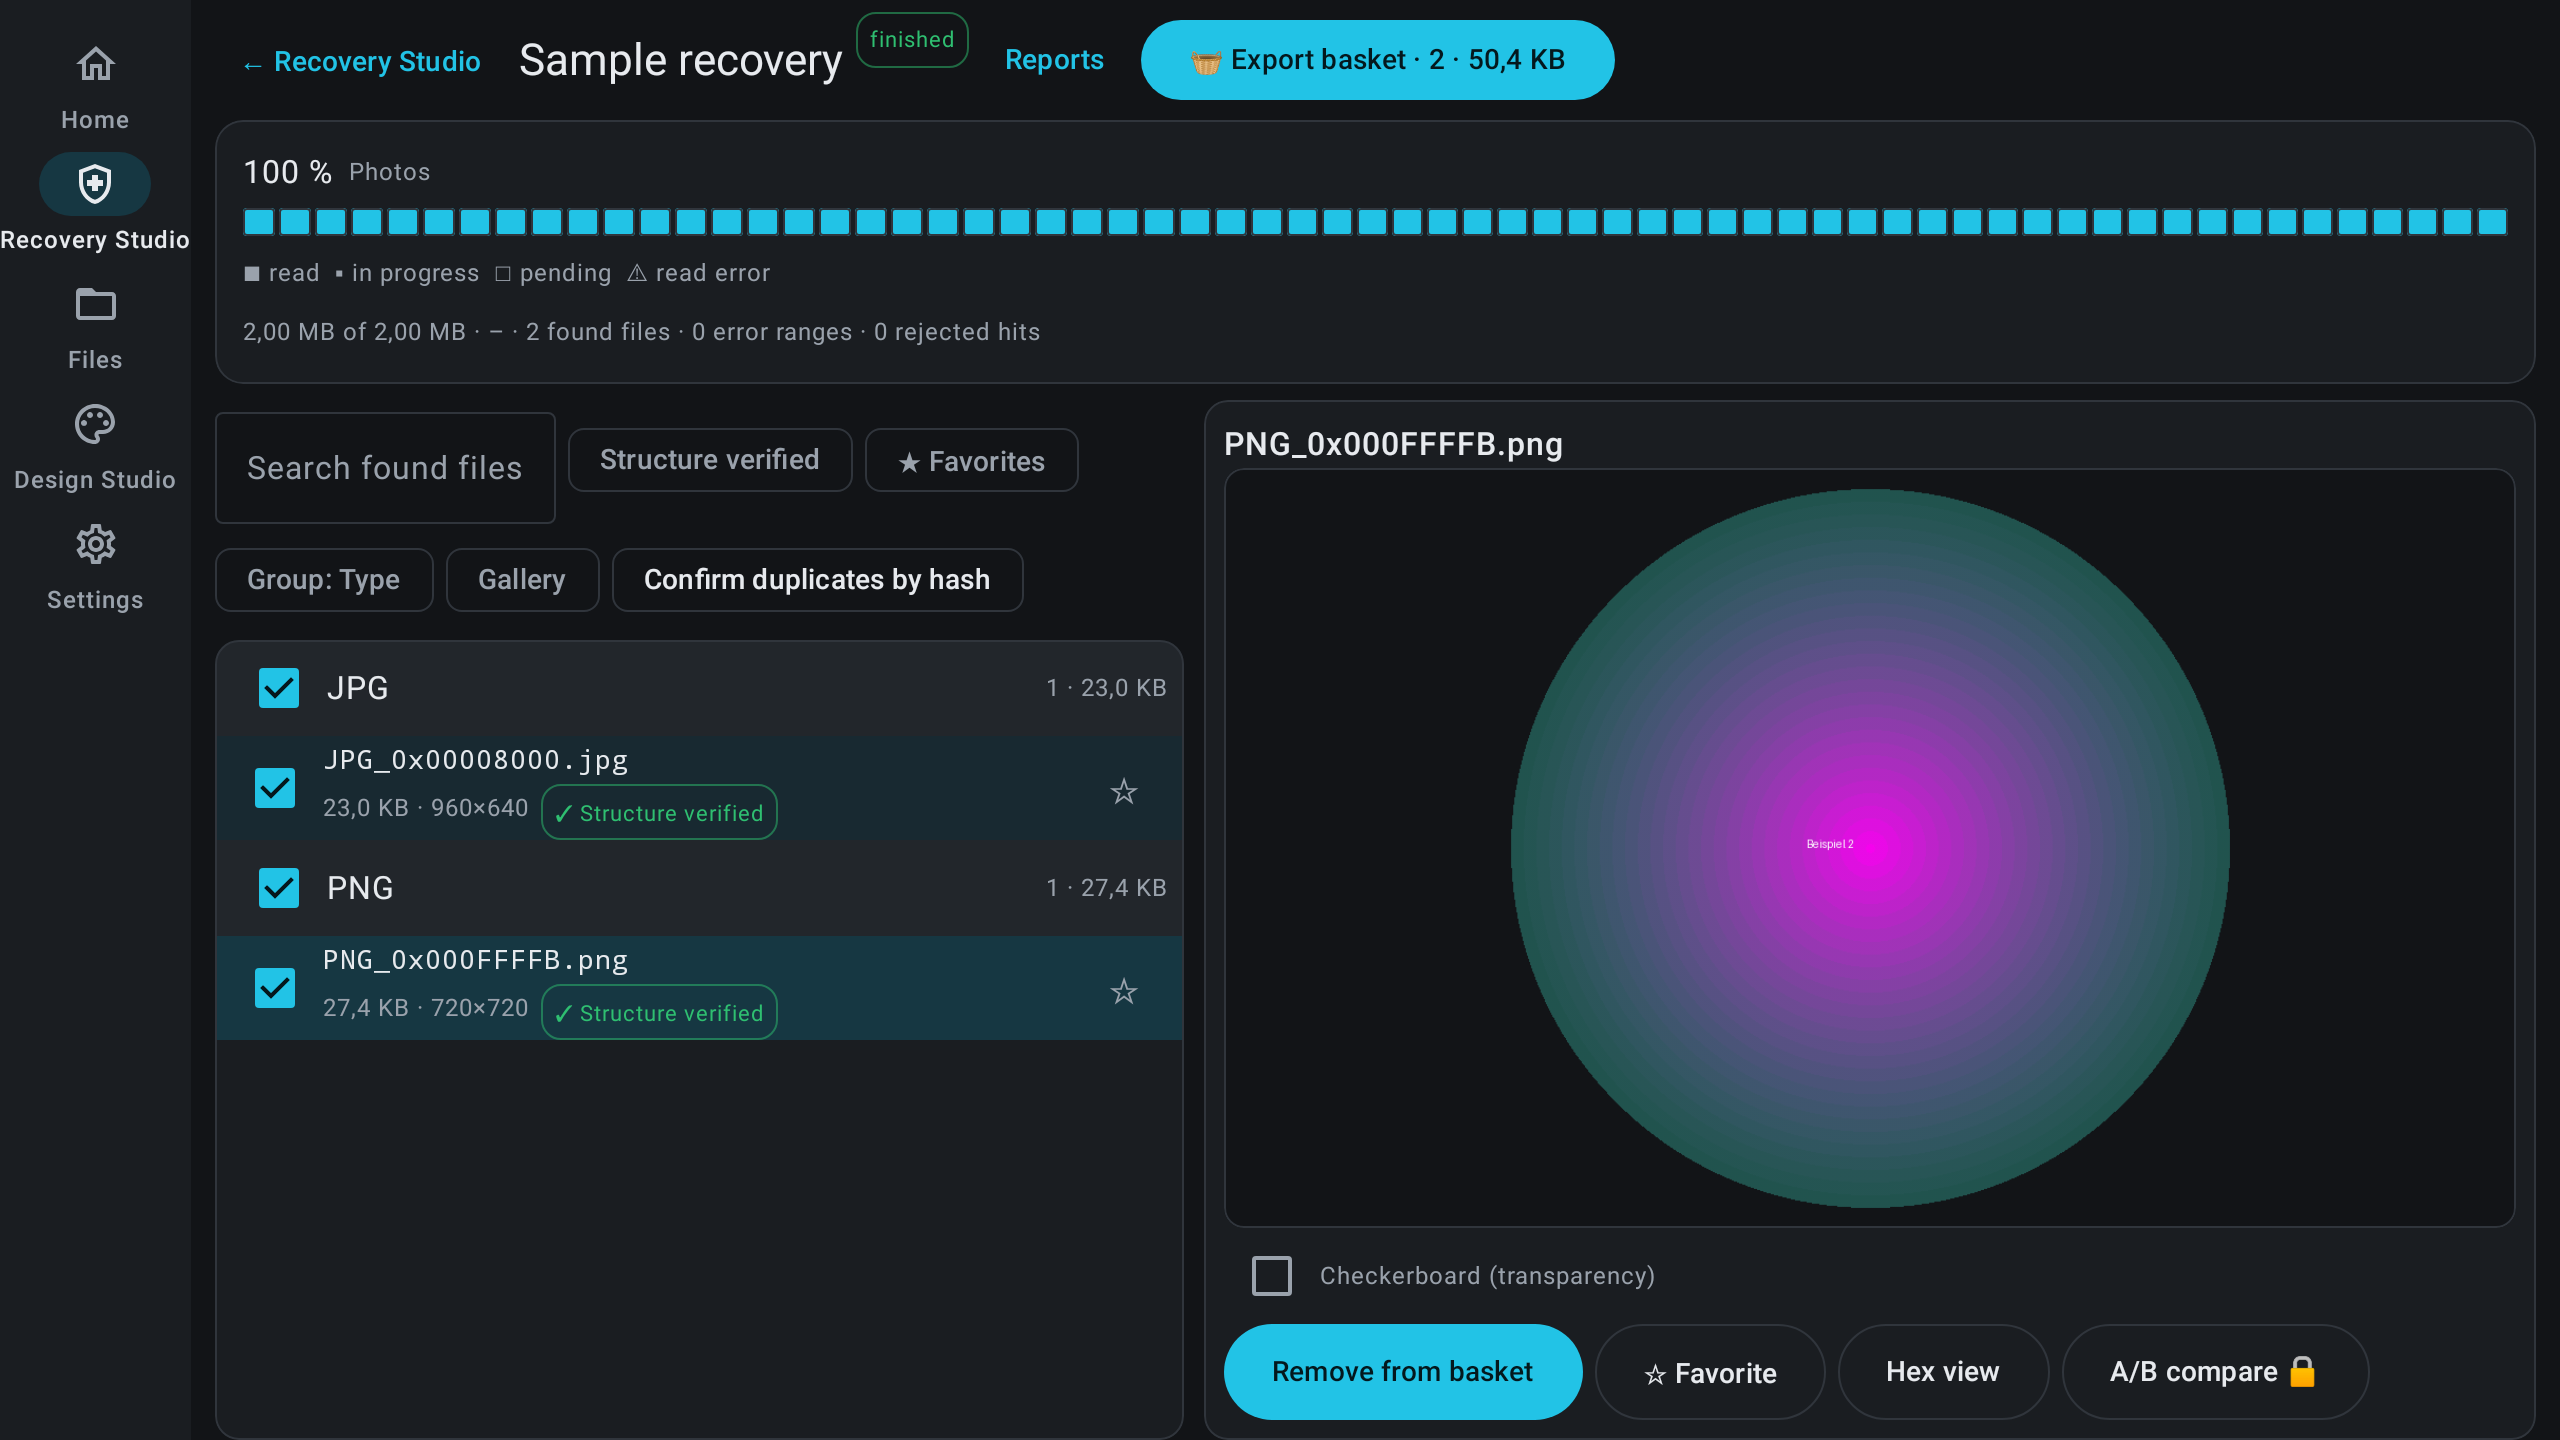 Home
Recovery Studio
Files
Design Studio
Settings
← Recovery Studio
Sample recovery
finished
Reports
Export basket · 2 · 50,4 KB
100 % Photos
■ read ▪ in progress □ pending ⚠ read error
2,00 MB of 2,00 MB · – · 2 found files · 0 error ranges · 0 rejected hits
Search found files
Structure verified
★ Favorites
Group: Type
Gallery
Confirm duplicates by hash
JPG
1 · 23,0 KB
JPG_0x00008000.jpg
23,0 KB · 960×640
✓ Structure verified
PNG
1 · 27,4 KB
PNG_0x000FFFFB.png
27,4 KB · 720×720
✓ Structure verified
PNG_0x000FFFFB.png
Beispiel 2
Checkerboard (transparency)
Remove from basket
☆ Favorite
Hex view
A/B compare 🔒